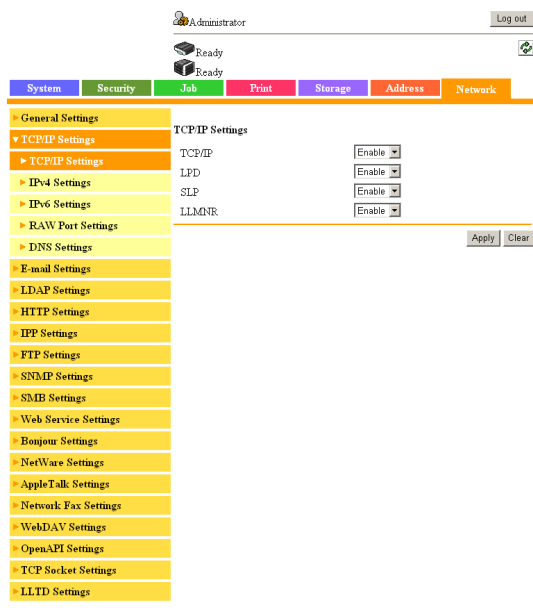 Administrator
Log out
Ready
Ready
System Security Job Print Storage Address Network
General Settings
TCP/IP Settings
TCP/IP Settings
IPv4 Settings
IPv6 Settings
RAW Port Settings
DNS Settings
E-mail Settings
LDAP Settings
HTTP Settings
IPP Settings
FTP Settings
SNMP Settings
SMB Settings
Web Service Settings
Bonjour Settings
NetWare Settings
AppleTalk Settings
Network Fax Settings
WebDAV Settings
OpenAPI Settings
TCP Socket Settings
LLTD Settings
TCP/IP Settings
TCP/IP Enable
LPD Enable
SLP Enable
LLMNR Enable
Apply Clear